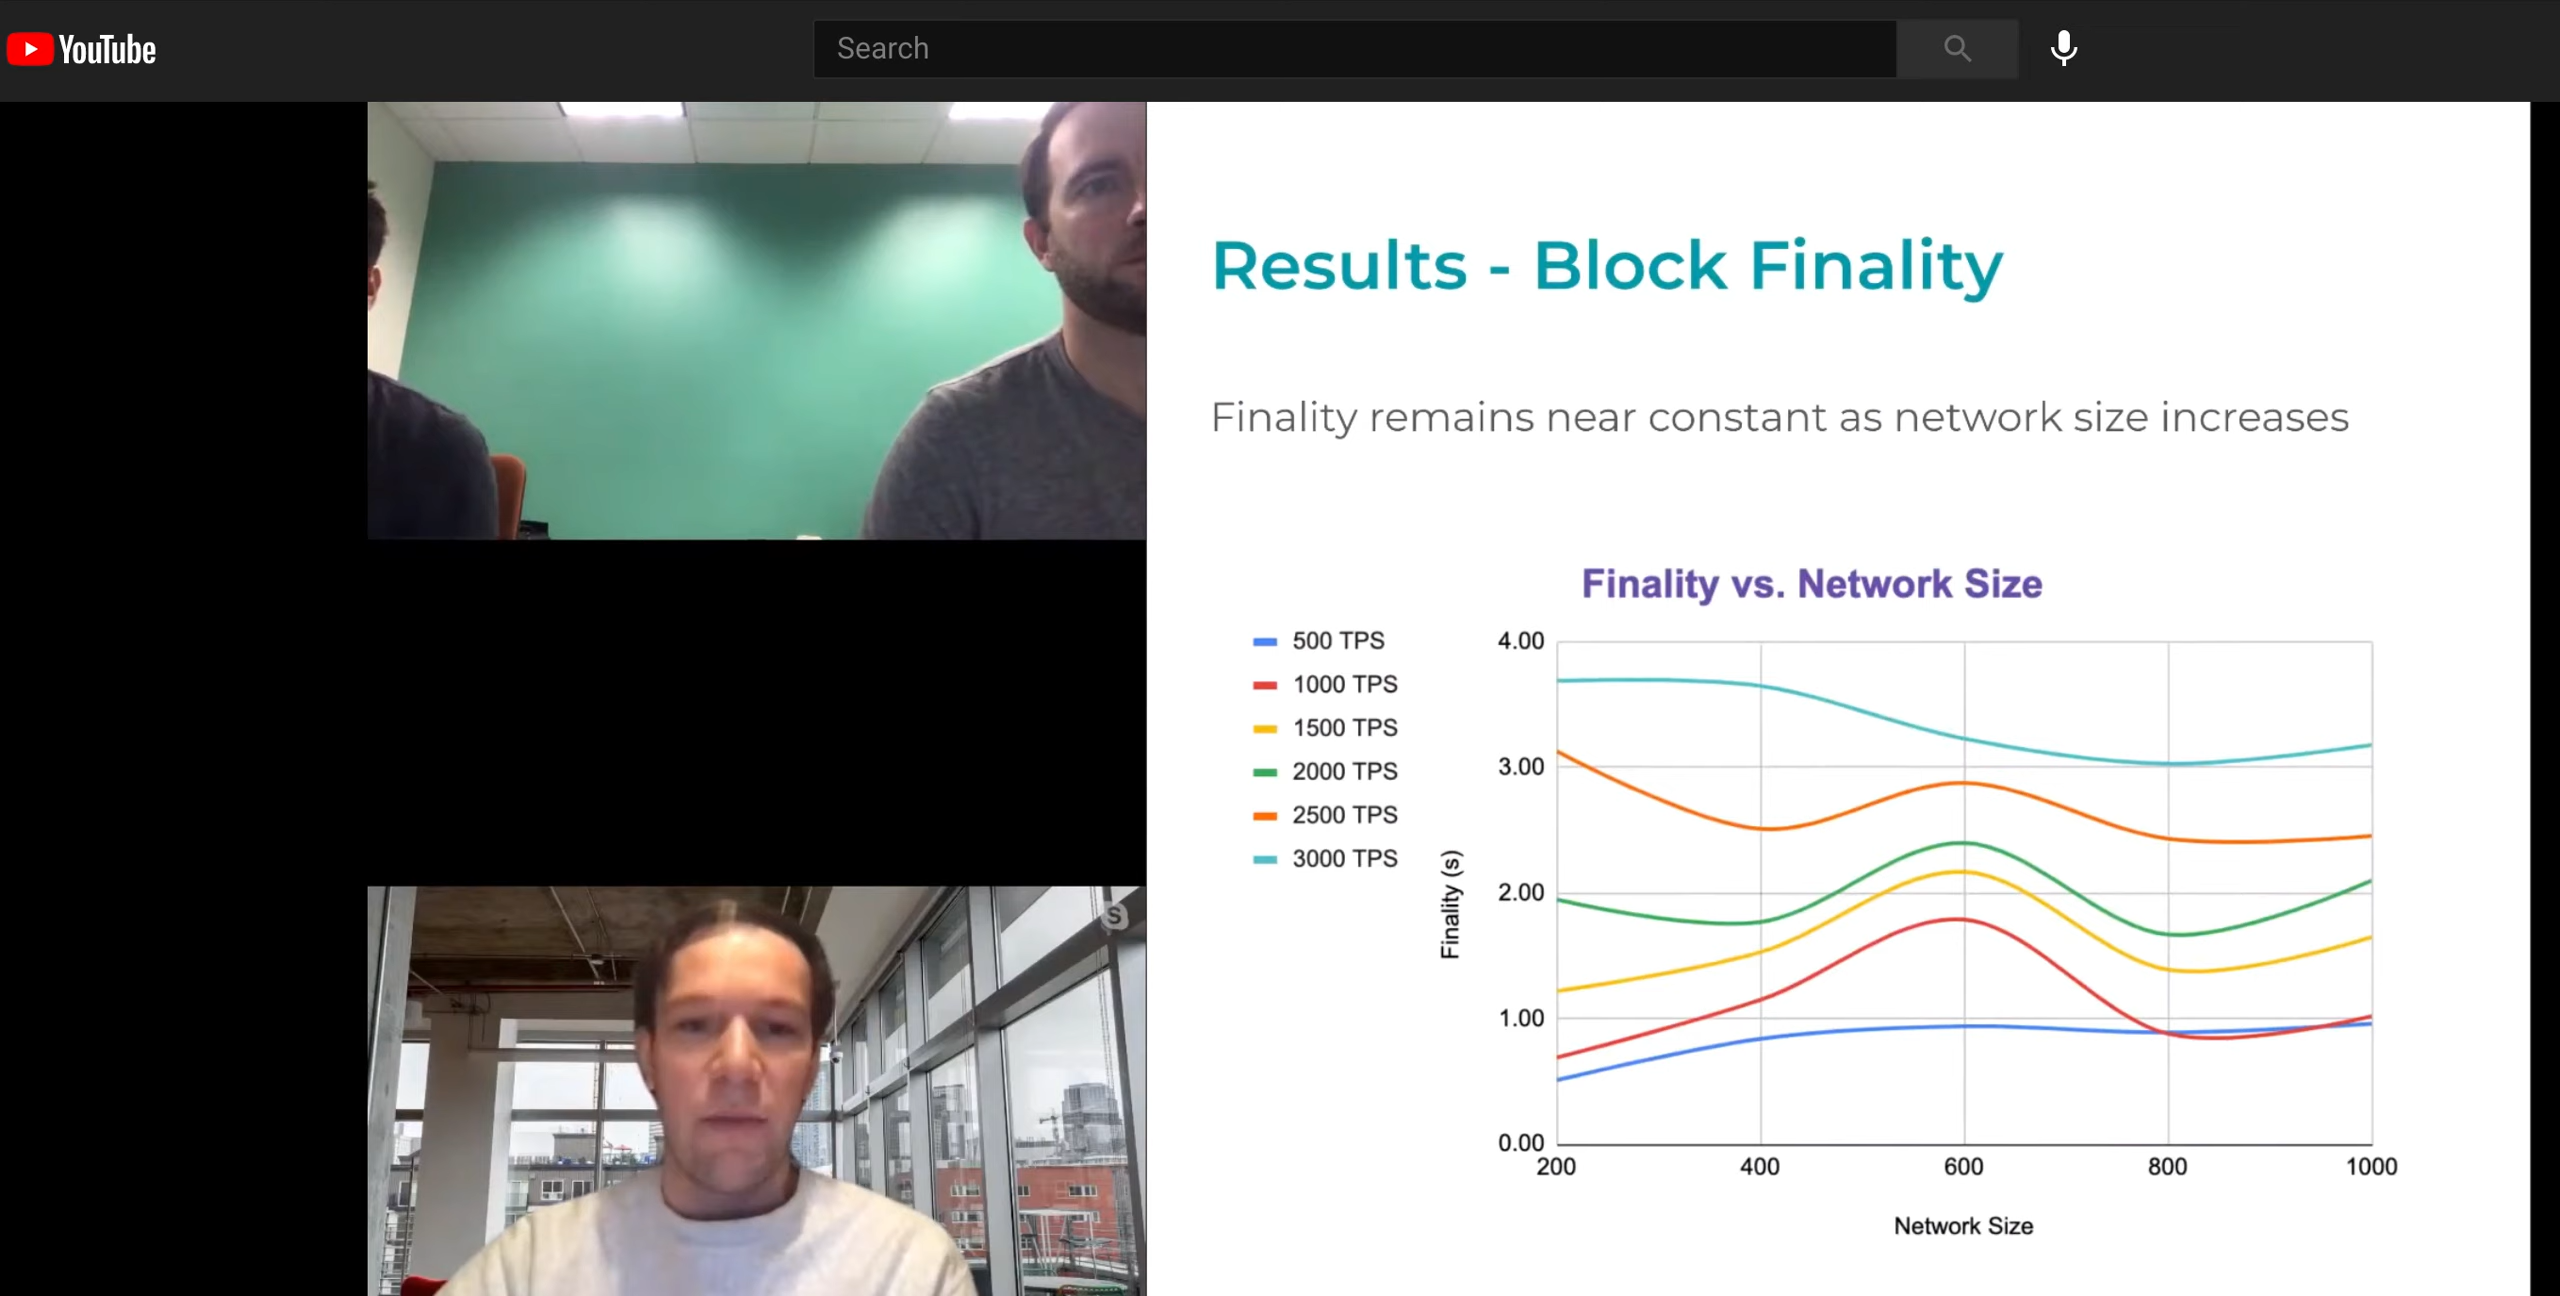 YouTube
Search
Results - Block Finality
Finality remains near constant as network size increases
Finality vs. Network Size
500 TPS
1000 TPS
1500 TPS
2000 TPS
2500 TPS
3000 TPS
Finality (s)
4.00
3.00
2.00
1.00
0.00
200 400 600 800 1000
Network Size
S